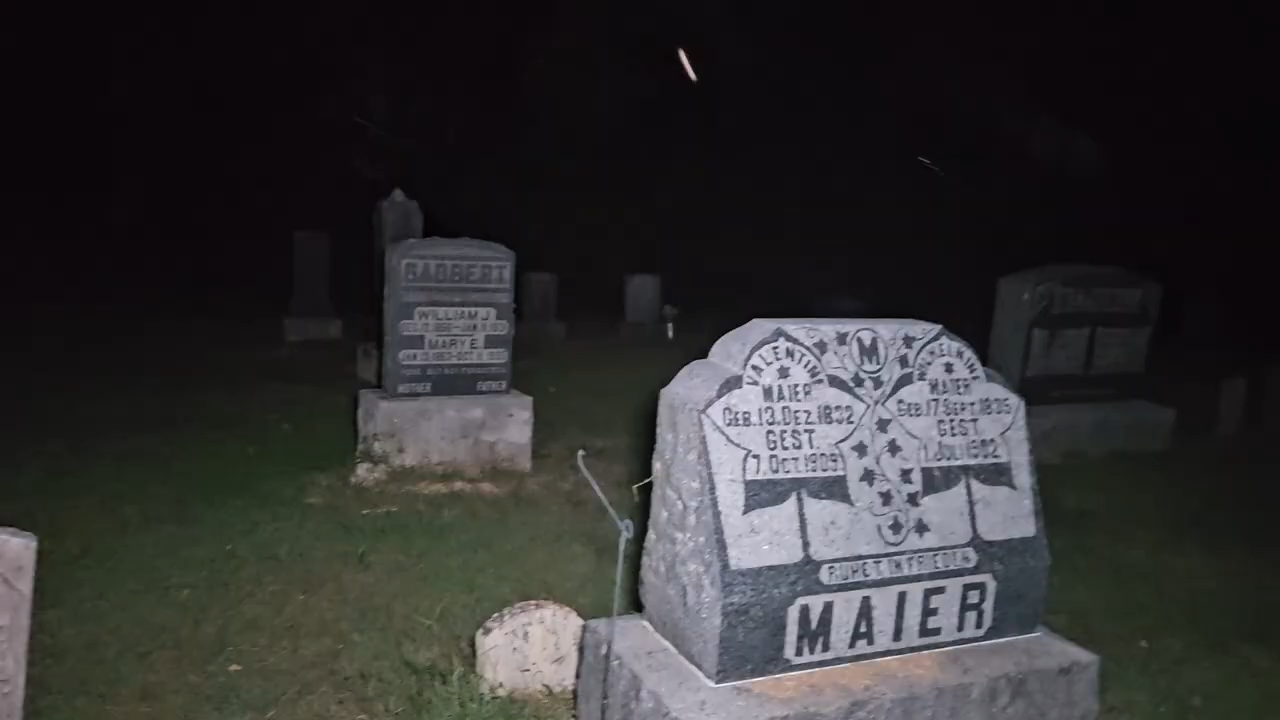 GADBERT
WILLIAM J.
MARY E.
MOTHER FATHER
M
VALENTINE
MAIER
GEB. 13. DEZ. 1832
GEST.
7. OCT. 1909
WILHELMINE
MAIER
GEB. 17. SEPT. 1835
GEST.
1. JULI 1902
RUHET IN FRIEDEN
MAIER